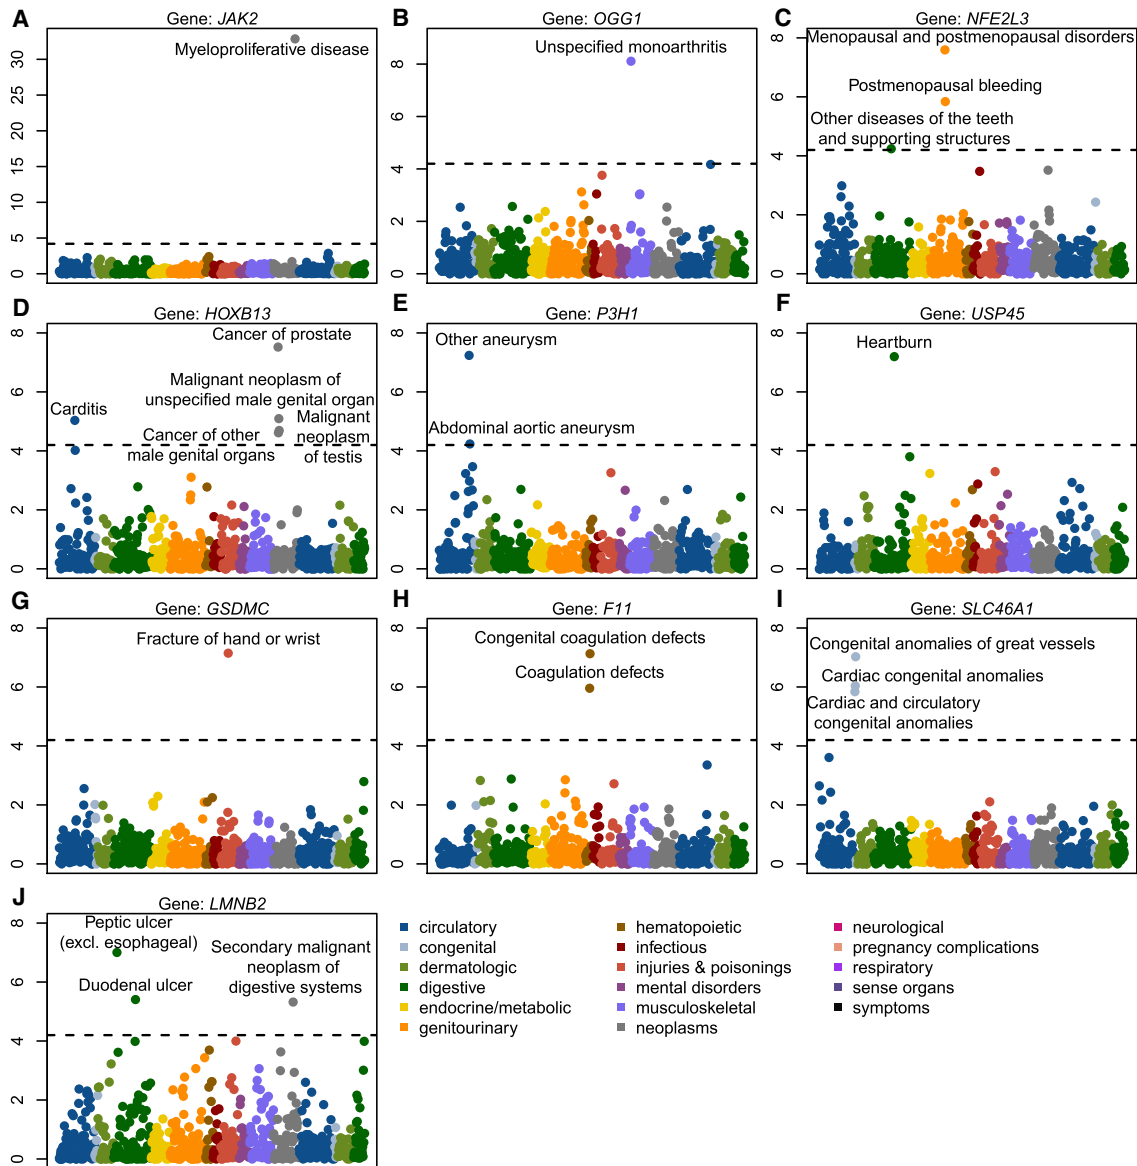 A
Gene: JAK2
Myeloproliferative disease
30
25
20
15
10
5
0
B
Gene: OGG1
Unspecified monoarthritis
8
6
4
2
0
C
Gene: NFE2L3
Menopausal and postmenopausal disorders
Postmenopausal bleeding
Other diseases of the teeth
and supporting structures
8
6
4
2
0
D
Gene: HOXB13
Cancer of prostate
Malignant neoplasm of
unspecified male genital organ
Carditis
Malignant
neoplasm
of testis
Cancer of other
male genital organs
8
6
4
2
0
E
Gene: P3H1
Other aneurysm
Abdominal aortic aneurysm
8
6
4
2
0
F
Gene: USP45
Heartburn
8
6
4
2
0
G
Gene: GSDMC
Fracture of hand or wrist
8
6
4
2
0
H
Gene: F11
Congenital coagulation defects
Coagulation defects
8
6
4
2
0
I
Gene: SLC46A1
Congenital anomalies of great vessels
Cardiac congenital anomalies
Cardiac and circulatory
congenital anomalies
8
6
4
2
0
J
Gene: LMNB2
Peptic ulcer
(excl. esophageal)
Duodenal ulcer
Secondary malignant
neoplasm of
digestive systems
8
6
4
2
0
circulatory
congenital
dermatologic
digestive
endocrine/metabolic
genitourinary
hematopoietic
infectious
injuries & poisonings
mental disorders
musculoskeletal
neoplasms
neurological
pregnancy complications
respiratory
sense organs
symptoms